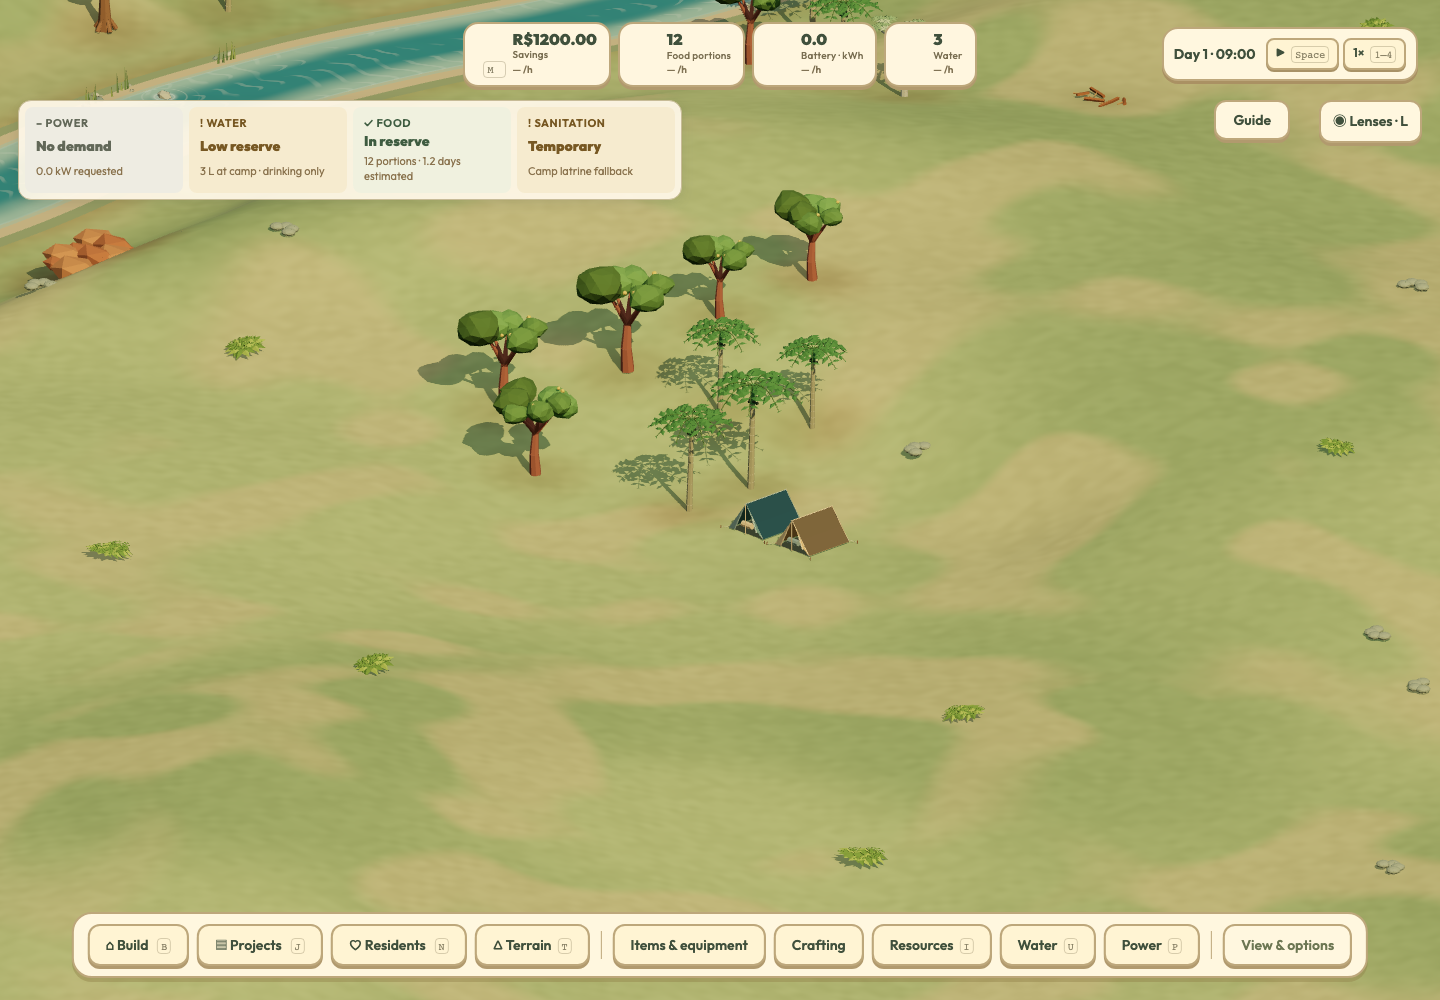 R$1200.00
Savings
M
— /h
12
Food portions
— /h
0.0
Battery · kWh
— /h
3
Water
— /h
Day 1 · 09:00
Space
1×
1–4
– POWER
No demand
0.0 kW requested
! WATER
Low reserve
3 L at camp · drinking only
✓ FOOD
In reserve
12 portions · 1.2 days
estimated
! SANITATION
Temporary
Camp latrine fallback
Guide
Lenses · L
Build B
Projects J
Residents N
Terrain T
Items & equipment
Crafting
Resources I
Water U
Power P
View & options